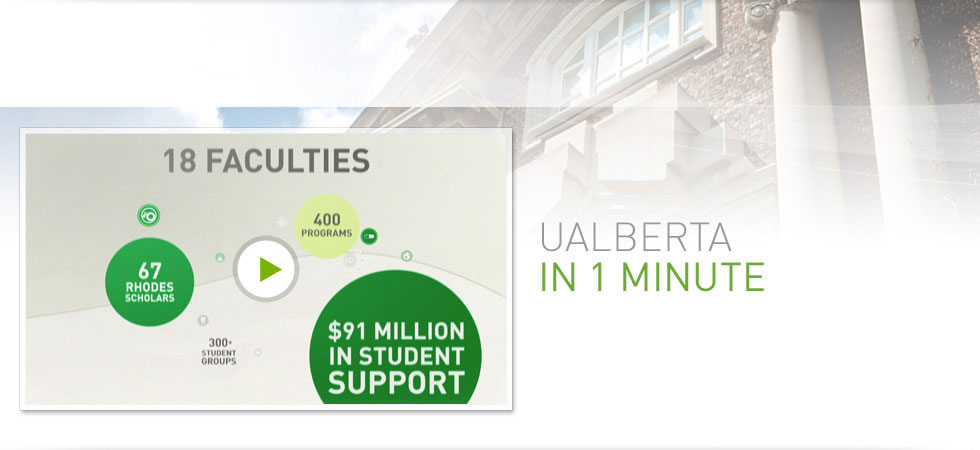 18 FACULTIES
400
PROGRAMS
67
RHODES
SCHOLARS
300+
STUDENT
GROUPS
$91 MILLION
IN STUDENT
SUPPORT
UALBERTA
IN 1 MINUTE